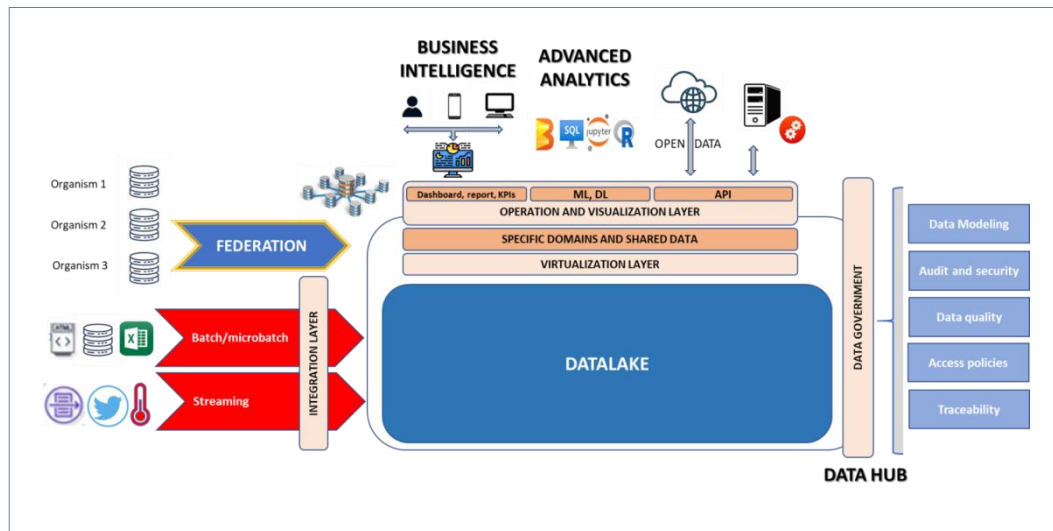 BUSINESS
INTELLIGENCE
ADVANCED
ANALYTICS
SQL
jupyter
R
OPEN DATA
Organism 1
Organism 2
Organism 3
FEDERATION
Dashboard, report, KPIs
ML, DL
API
OPERATION AND VISUALIZATION LAYER
SPECIFIC DOMAINS AND SHARED DATA
VIRTUALIZATION LAYER
HTML
Batch/microbatch
Streaming
INTEGRATION LAYER
DATALAKE
DATA GOVERNMENT
Data Modeling
Audit and security
Data quality
Access policies
Traceability
DATA HUB